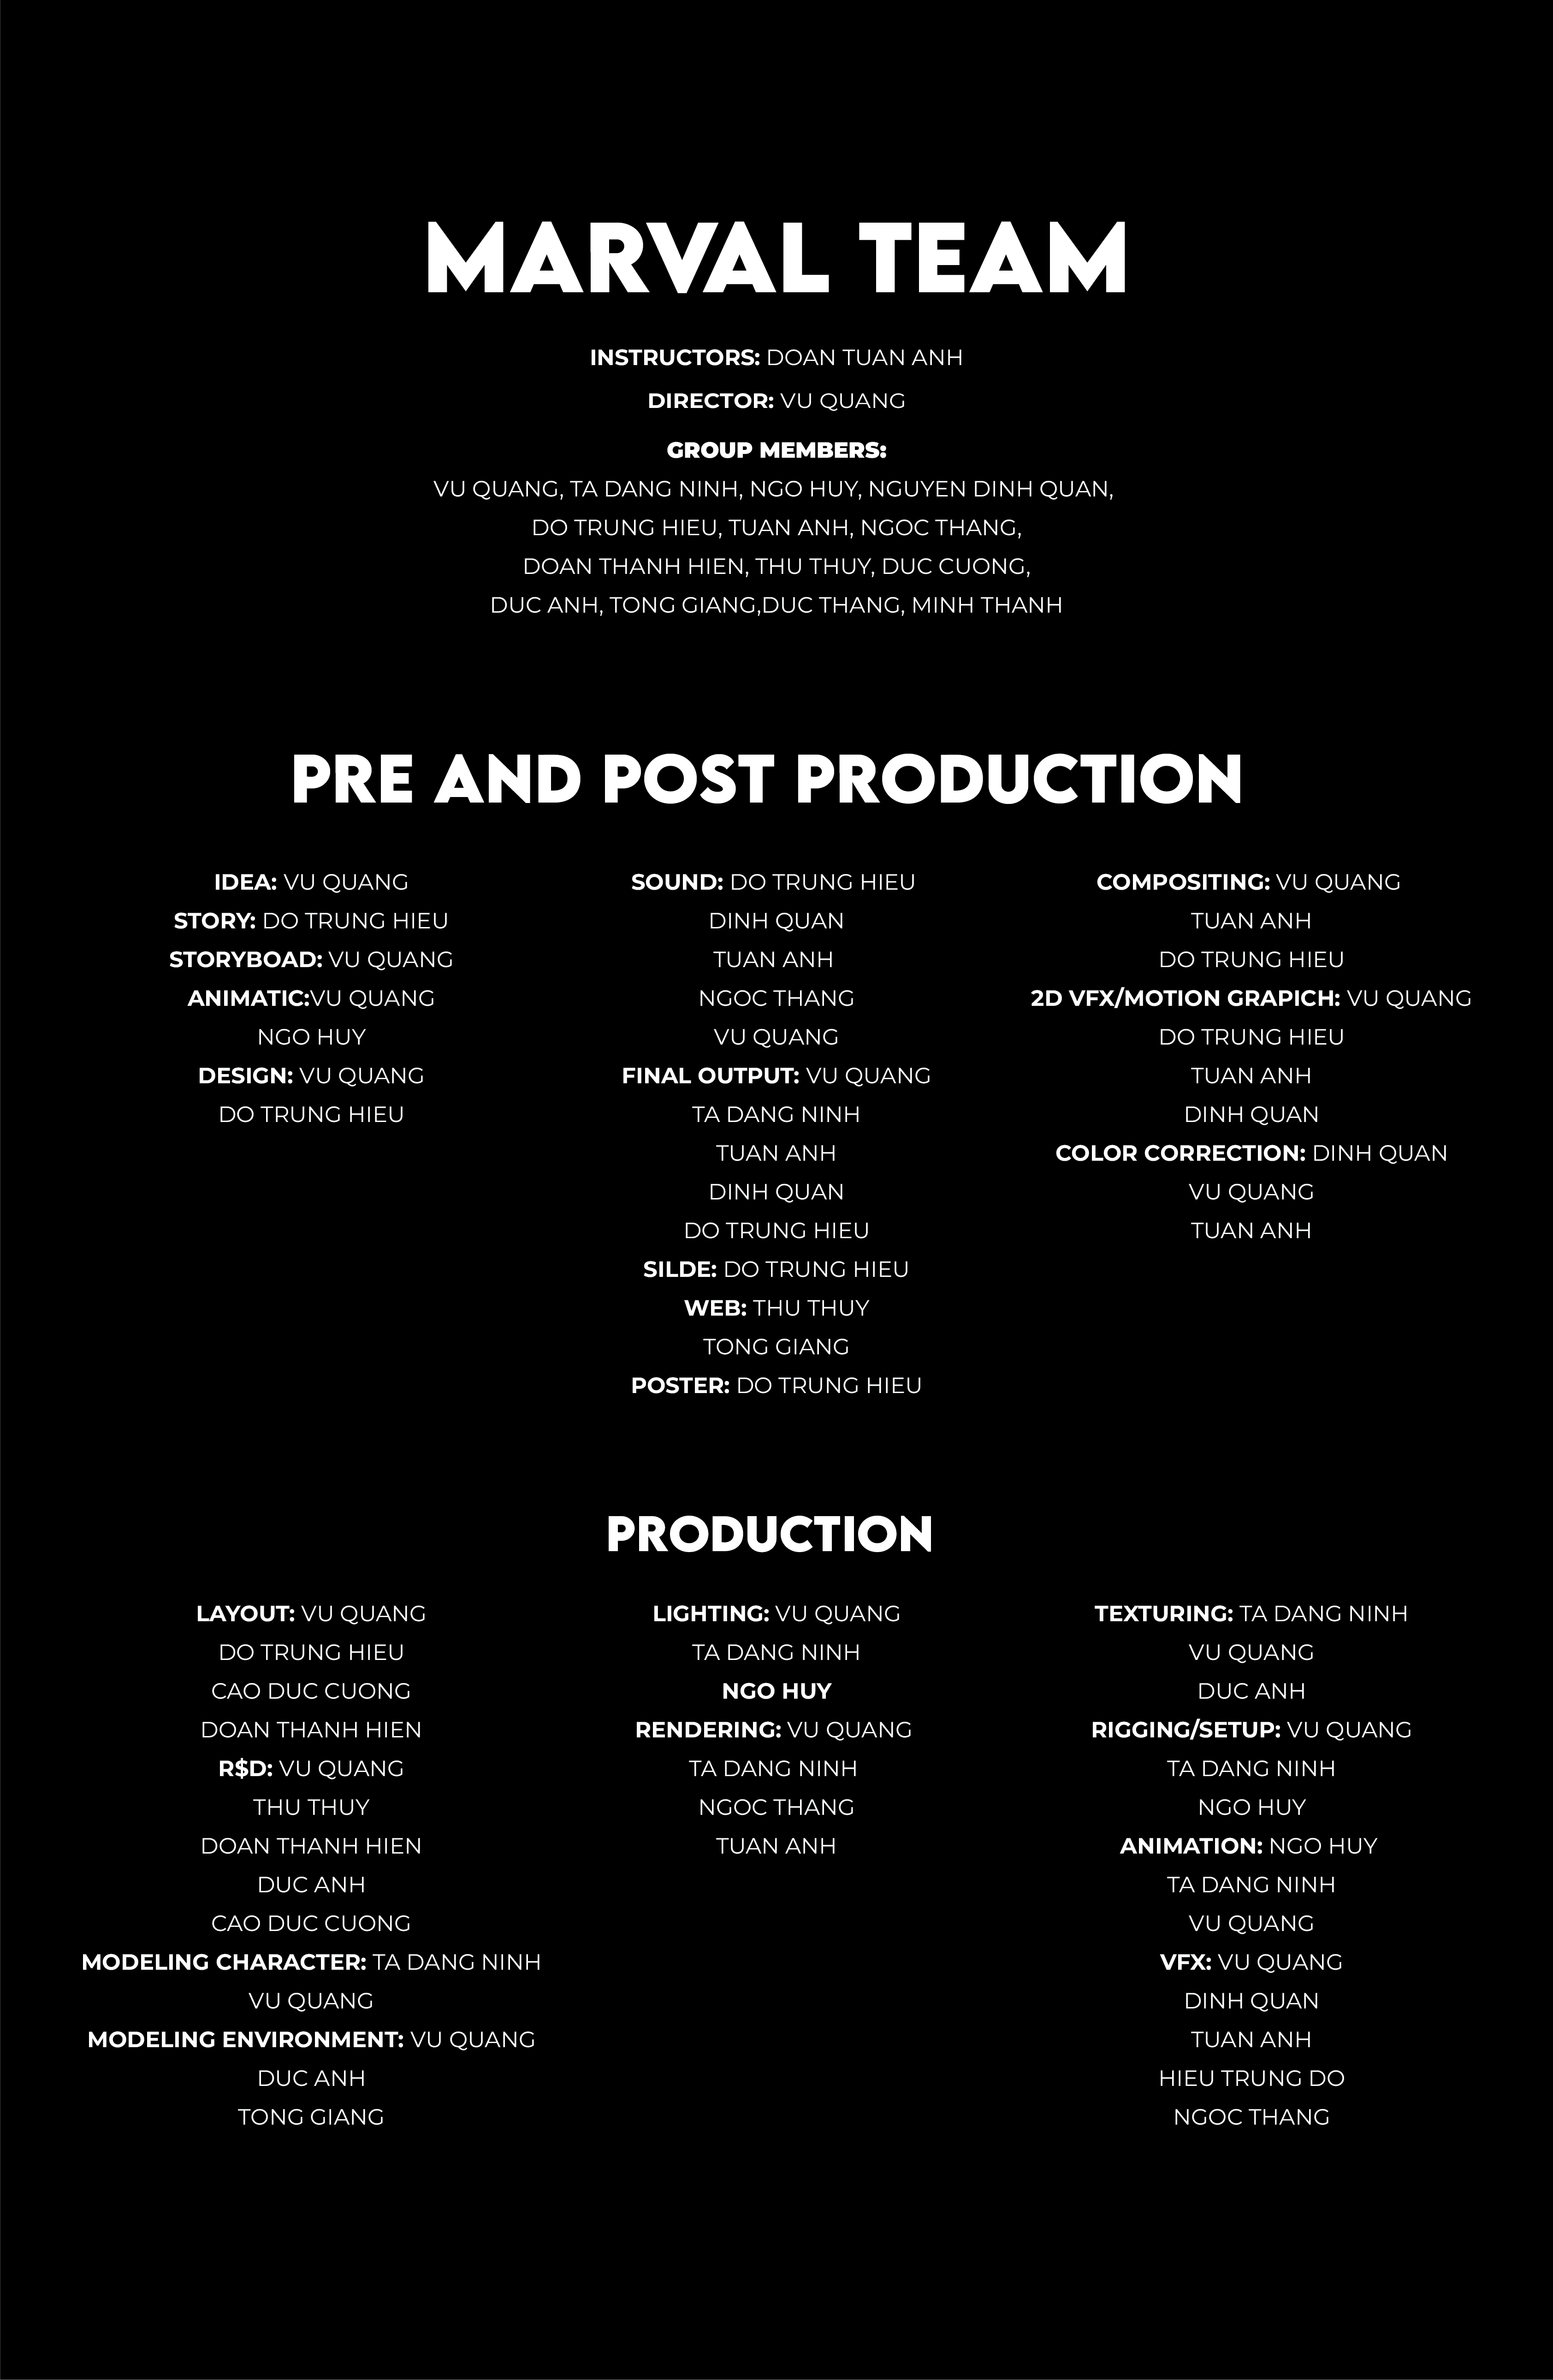 MARVAL TEAM
INSTRUCTORS: DOAN TUAN ANH
DIRECTOR: VU QUANG
GROUP MEMBERS:
VU QUANG, TA DANG NINH, NGO HUY, NGUYEN DINH QUAN,
DO TRUNG HIEU, TUAN ANH, NGOC THANG,
DOAN THANH HIEN, THU THUY, DUC CUONG,
DUC ANH, TONG GIANG,DUC THANG, MINH THANH
PRE AND POST PRODUCTION
IDEA: VU QUANG
STORY: DO TRUNG HIEU
STORYBOAD: VU QUANG
ANIMATIC:VU QUANG
NGO HUY
DESIGN: VU QUANG
DO TRUNG HIEU
SOUND: DO TRUNG HIEU
DINH QUAN
TUAN ANH
NGOC THANG
VU QUANG
FINAL OUTPUT: VU QUANG
TA DANG NINH
TUAN ANH
DINH QUAN
DO TRUNG HIEU
SILDE: DO TRUNG HIEU
WEB: THU THUY
TONG GIANG
POSTER: DO TRUNG HIEU
COMPOSITING: VU QUANG
TUAN ANH
DO TRUNG HIEU
2D VFX/MOTION GRAPICH: VU QUANG
DO TRUNG HIEU
TUAN ANH
DINH QUAN
COLOR CORRECTION: DINH QUAN
VU QUANG
TUAN ANH
PRODUCTION
LAYOUT: VU QUANG
DO TRUNG HIEU
CAO DUC CUONG
DOAN THANH HIEN
R$D: VU QUANG
THU THUY
DOAN THANH HIEN
DUC ANH
CAO DUC CUONG
MODELING CHARACTER: TA DANG NINH
VU QUANG
MODELING ENVIRONMENT: VU QUANG
DUC ANH
TONG GIANG
LIGHTING: VU QUANG
TA DANG NINH
NGO HUY
RENDERING: VU QUANG
TA DANG NINH
NGOC THANG
TUAN ANH
TEXTURING: TA DANG NINH
VU QUANG
DUC ANH
RIGGING/SETUP: VU QUANG
TA DANG NINH
NGO HUY
ANIMATION: NGO HUY
TA DANG NINH
VU QUANG
VFX: VU QUANG
DINH QUAN
TUAN ANH
HIEU TRUNG DO
NGOC THANG